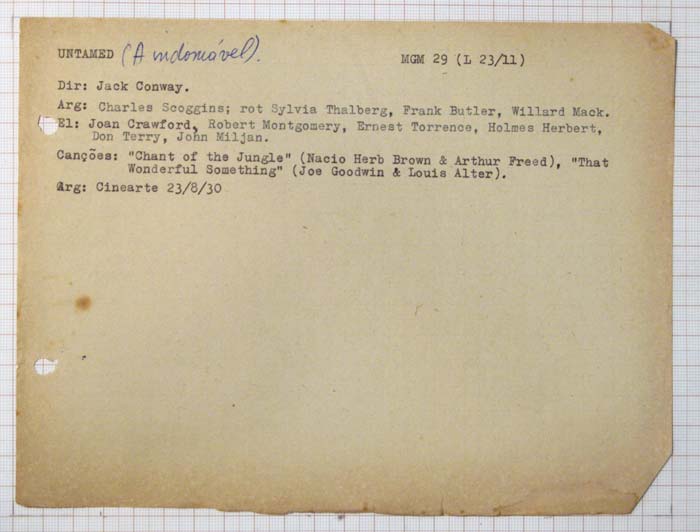 UNTAMED (A indomável). MGM 29 (L 23/11)
Dir: Jack Conway.
Arg: Charles Scoggins; rot Sylvia Thalberg, Frank Butler, Willard Mack.
El: Joan Crawford, Robert Montgomery, Ernest Torrence, Holmes Herbert,
Don Terry, John Miljan.
Canções: "Chant of the Jungle" (Nacio Herb Brown & Arthur Freed), "That
Wonderful Something" (Joe Goodwin & Louis Alter).
Arg: Cinearte 23/8/30